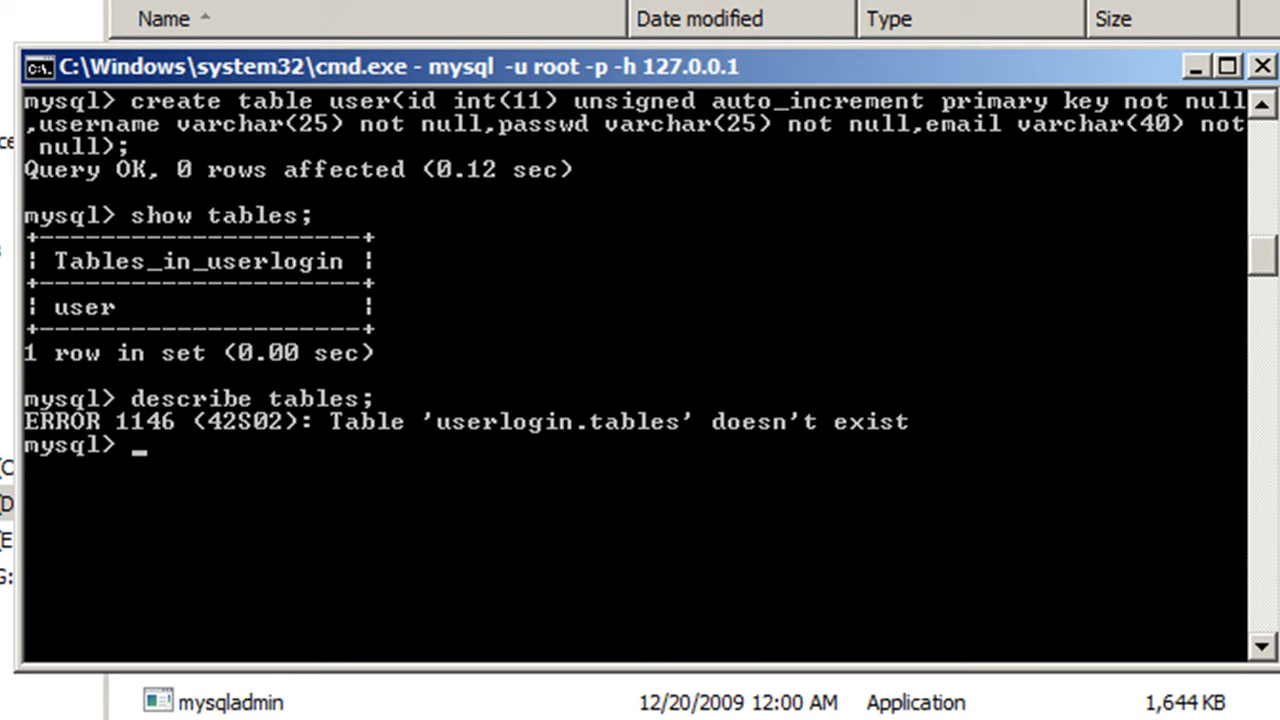 Name Date modified Type Size
C:\Windows\system32\cmd.exe - mysql -u root -p -h 127.0.0.1
mysql> create table user(id int(11) unsigned auto_increment primary key not null
,username varchar(25) not null,passwd varchar(25) not null,email varchar(40) not
null);
Query OK, 0 rows affected (0.12 sec)
mysql> show tables;
+---------------------+
| Tables_in_userlogin |
+---------------------+
| user                |
+---------------------+
1 row in set (0.00 sec)
mysql> describe tables;
ERROR 1146 (42S02): Table 'userlogin.tables' doesn't exist
mysql> _
mysqladmin 12/20/2009 12:00 AM Application 1,644 KB